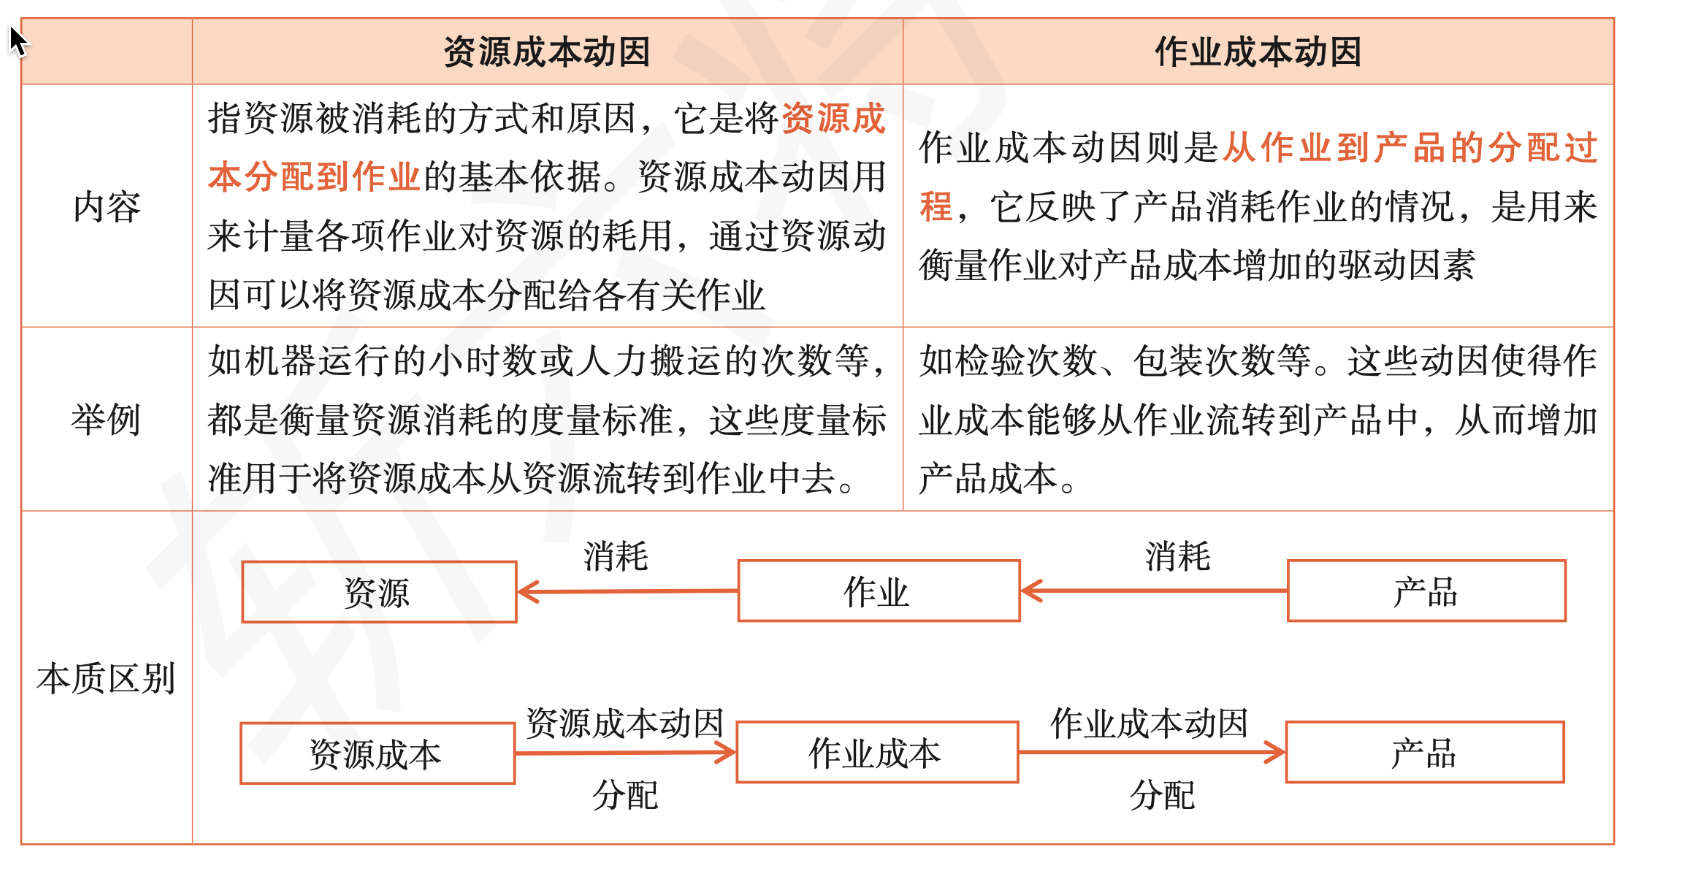 资源成本动因
作业成本动因
内容
指资源被消耗的方式和原因，它是将资源成
本分配到作业的基本依据。资源成本动因用
来计量各项作业对资源的耗用，通过资源动
因可以将资源成本分配给各有关作业
作业成本动因则是从作业到产品的分配过
程，它反映了产品消耗作业的情况，是用来
衡量作业对产品成本增加的驱动因素
举例
如机器运行的小时数或人力搬运的次数等，
都是衡量资源消耗的度量标准，这些度量标
准用于将资源成本从资源流转到作业中去。
如检验次数、包装次数等。这些动因使得作
业成本能够从作业流转到产品中，从而增加
产品成本。
本质区别
消耗
消耗
资源
作业
产品
资源成本动因
作业成本动因
资源成本
作业成本
产品
分配
分配